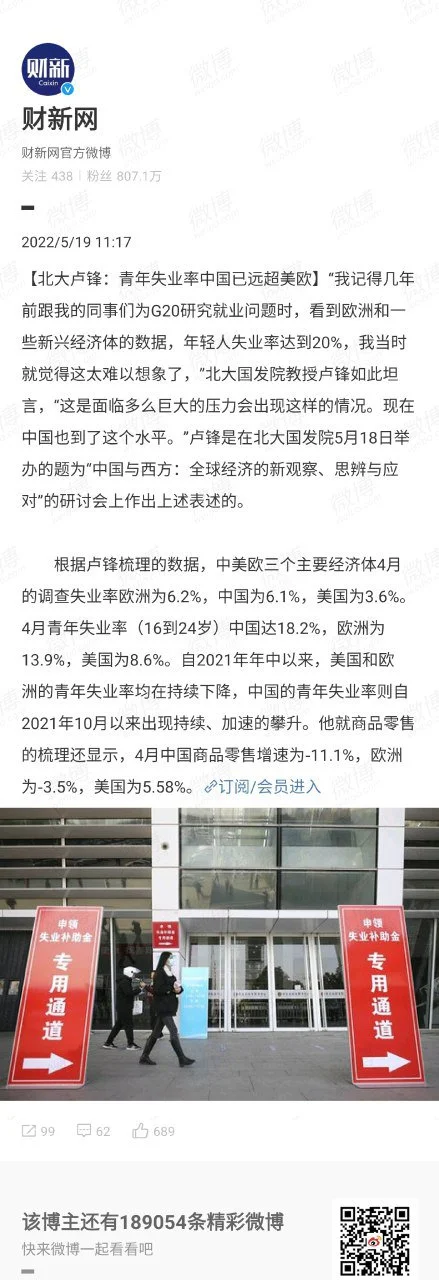 财新
Caixin
财新网
财新网官方微博
关注 438 | 粉丝 807.1万
2022/5/19 11:17
【北大卢锋：青年失业率中国已远超美欧】“我记得几年
前跟我的同事们为G20研究就业问题时，看到欧洲和一
些新兴经济体的数据，年轻人失业率达到20%，我当时
就觉得这太难以想象了，”北大国发院教授卢锋如此坦
言，“这是面临多么巨大的压力会出现这样的情况。现在
中国也到了这个水平。”卢锋是在北大国发院5月18日举
办的题为“中国与西方：全球经济的新观察、思辨与应
对”的研讨会上作出上述表述的。
根据卢锋梳理的数据，中美欧三个主要经济体4月
的调查失业率欧洲为6.2%，中国为6.1%，美国为3.6%。
4月青年失业率（16到24岁）中国达18.2%，欧洲为
13.9%，美国为8.6%。自2021年年中以来，美国和欧
洲的青年失业率均在持续下降，中国的青年失业率则自
2021年10月以来出现持续、加速的攀升。他就商品零售
的梳理还显示，4月中国商品零售增速为-11.1%，欧洲
为-3.5%，美国为5.58%。订阅/会员进入
申领
失业补助金
专用通道
申领
失业补助金
专用通道
99 62 689
该博主还有189054条精彩微博
快来微博一起看看吧